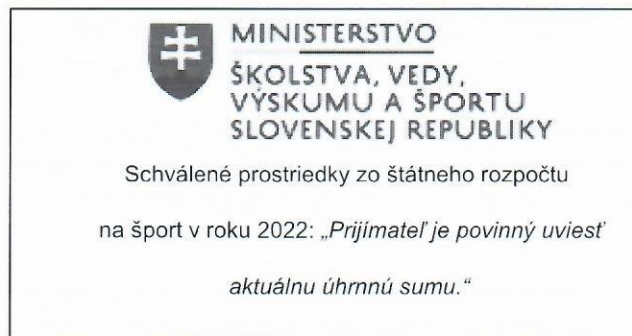 MINISTERSTVO
ŠKOLSTVA, VEDY,
VÝSKUMU A ŠPORTU
SLOVENSKEJ REPUBLIKY
Schválené prostriedky zo štátneho rozpočtu
na šport v roku 2022: „Prijímateľ je povinný uviesť
aktuálnu úhrnnú sumu.“